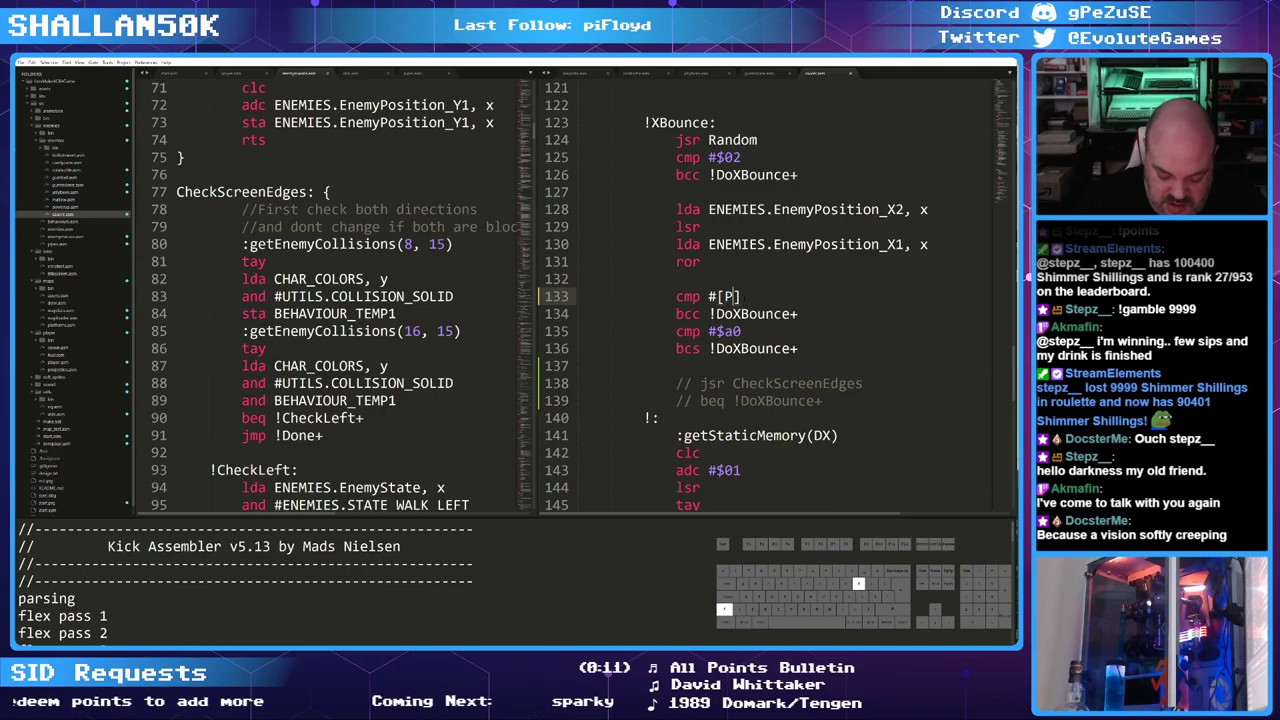 SHALLAN50K
Last Follow: piFloyd
Discord gPeZuSE
Twitter @EvoluteGames
FOLDERS
71 clc
72 adc ENEMIES.EnemyPosition_Y1, x
73 sta ENEMIES.EnemyPosition_Y1, x
74 rts
75 }
76
77 CheckScreenEdges: {
78 //First check both directions
79 //and dont change if both are bloc
80 :getEnemyCollisions(8, 15)
81 tay
82 lda CHAR_COLORS, y
83 and #UTILS.COLLISION_SOLID
84 sta BEHAVIOUR_TEMP1
85 :getEnemyCollisions(16, 15)
86 tay
87 lda CHAR_COLORS, y
88 and #UTILS.COLLISION_SOLID
89 and BEHAVIOUR_TEMP1
90 beq !CheckLeft+
91 jmp !Done+
92
93 !CheckLeft:
94 lda ENEMIES.EnemyState, x
95 and #ENEMIES.STATE_WALK_LEFT
121
122
123 !XBounce:
124 jsr Random
125 cmp #$02
126 bcc !DoXBounce+
127
128 lda ENEMIES.EnemyPosition_X2,
129 lsr
130 lda ENEMIES.EnemyPosition_X1, x
131 ror
132
133 cmp #[P]
134 bcc !DoXBounce+
135 cmp #$a0
136 bcs !DoXBounce+
137
138 // jsr CheckScreenEdges
139 // beq !DoXBounce+
140 !:
141 :getStaticMemory(DX)
142 clc
143 adc #$01
144 lsr
145 tay
//------------------------------------------------------
// Kick Assembler v5.13 by Mads Nielsen
//------------------------------------------------------
//------------------------------------------------------
parsing
flex pass 1
flex pass 2
Stepz__: !points
StreamElements:
@stepz__, stepz__ has 100400
Shimmer Shillings and is rank 27/953
on the leaderboard.
Stepz__: !gamble 9999
Akmafin:
@stepz__ i'm winning.. few sips and
my drink is finished
StreamElements
stepz__ lost 9999 Shimmer Shillings
in roulette and now has 90401
Shimmer Shillings!
DocsterMe: Ouch stepz__
Stepz__:
hello darkness my old friend.
Akmafin:
I've come to talk with you again
DocsterMe:
Because a vision softly creeping
SID Requests
edeem points to add more
Coming Next:
sparky
(0:11) All Points Bulletin
David Whittaker
1989 Domark/Tengen